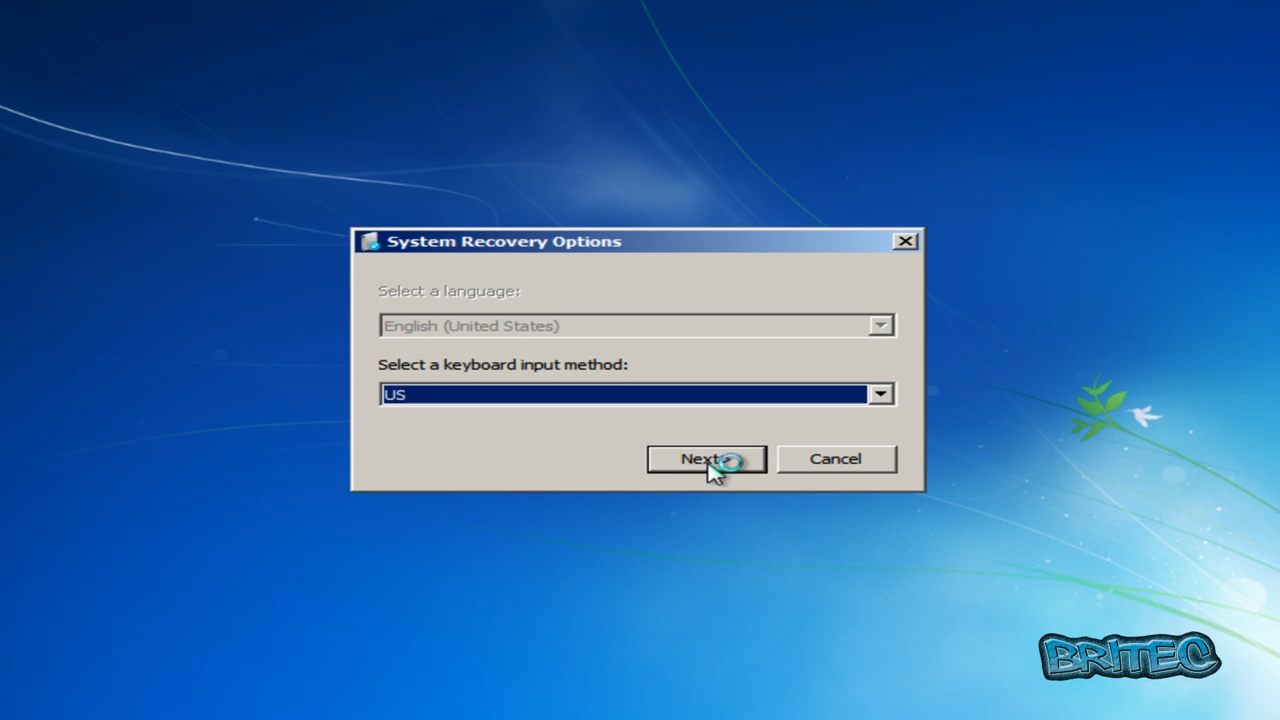 System Recovery Options
Select a language:
English (United States)
Select a keyboard input method:
US
Next >
Cancel
BRITEC